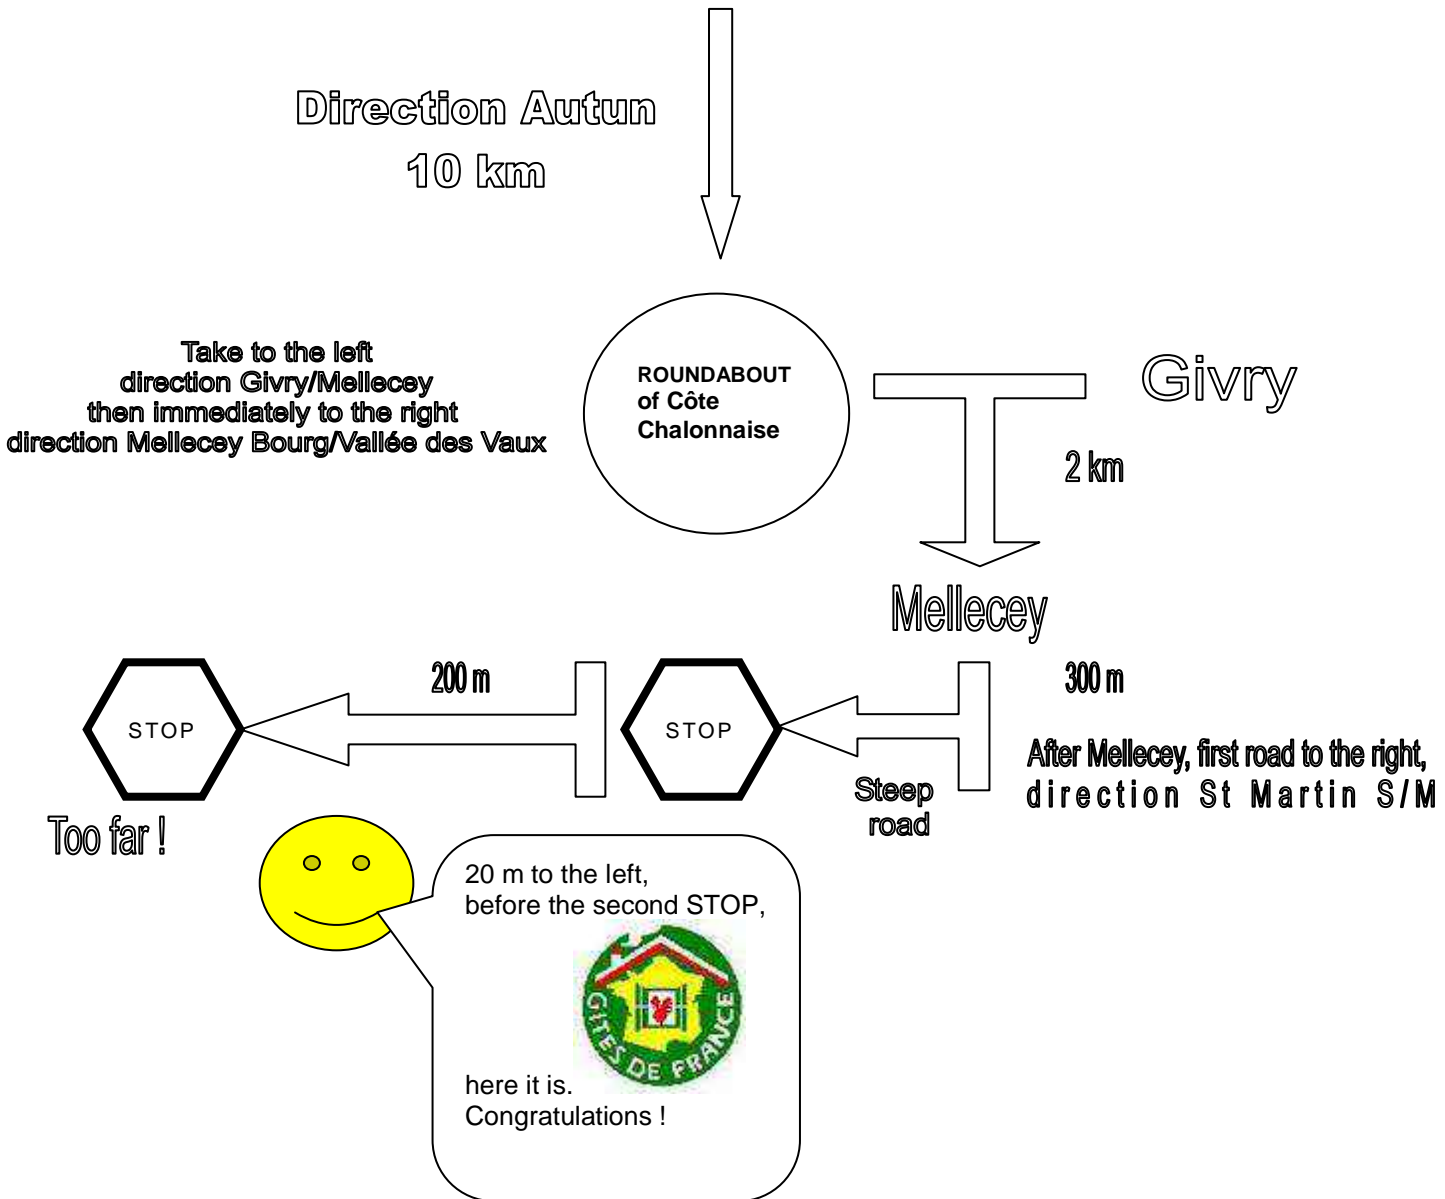 Direction Autun
10 km
Take to the left
direction Givry/Mellecey
then immediately to the right
direction Mellecey Bourg/Vallée des Vaux
ROUNDABOUT
of Côte
Chalonnaise
Givry
2 km
Mellecey
300 m
After Mellecey, first road to the right,
direction St Martin S/M
Steep
road
STOP
200 m
STOP
Too far !
20 m to the left,
before the second STOP,
GITES DE FRANCE
here it is.
Congratulations !